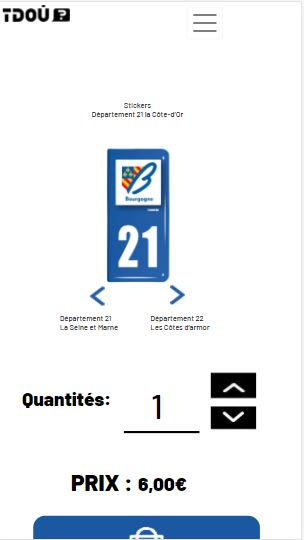 TDOÙ?
Stickers
Département 21 la Côte-d'Or
Bourgogne
21
Département 21
La Seine et Marne
Département 22
Les Côtes d'armor
Quantités:
1
PRIX : 6,00€